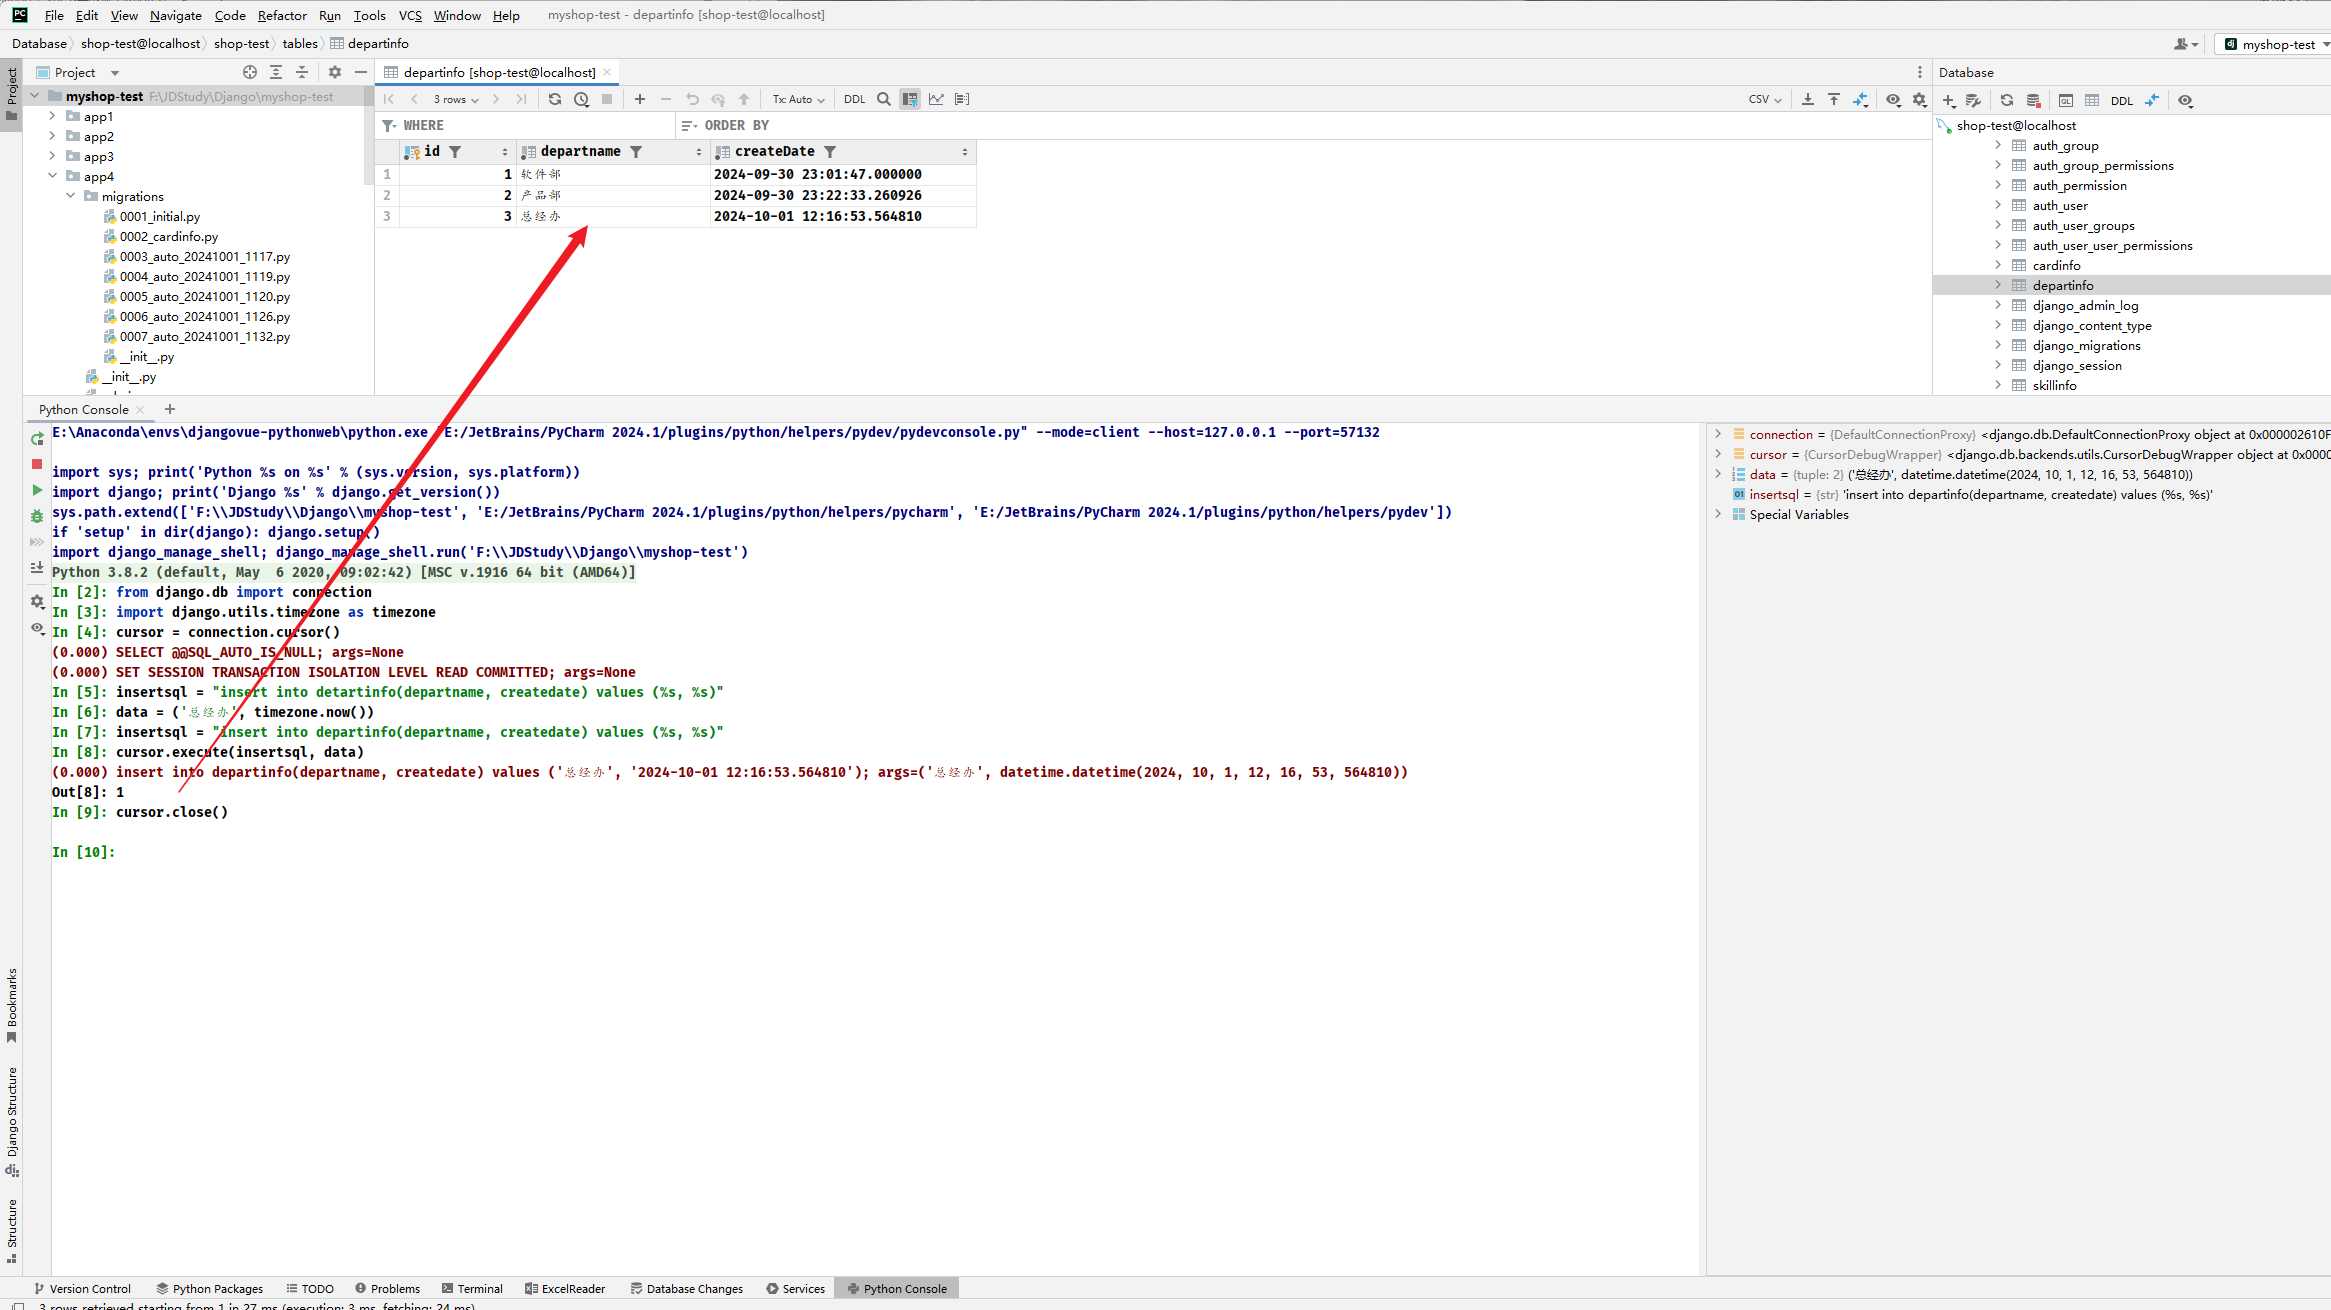 File Edit View Navigate Code Refactor Run Tools VCS Window Help myshop-test - departinfo [shop-test@localhost]
Database shop-test@localhost shop-test tables departinfo myshop-test
Project
departinfo [shop-test@localhost]
Database
myshop-test F:\JDStudy\Django\myshop-test
3 rows Tx: Auto DDL CSV DDL
app1
app2
app3
app4
migrations
0001_initial.py
0002_cardinfo.py
0003_auto_20241001_1117.py
0004_auto_20241001_1119.py
0005_auto_20241001_1120.py
0006_auto_20241001_1126.py
0007_auto_20241001_1132.py
__init__.py
__init__.py
WHERE ORDER BY
id departname createDate
1 1 软件部 2024-09-30 23:01:47.000000
2 2 产品部 2024-09-30 23:22:33.260926
3 3 总经办 2024-10-01 12:16:53.564810
shop-test@localhost
auth_group
auth_group_permissions
auth_permission
auth_user
auth_user_groups
auth_user_user_permissions
cardinfo
departinfo
django_admin_log
django_content_type
django_migrations
django_session
skillinfo
Python Console
E:\Anaconda\envs\djangovue-pythonweb\python.exe "E:/JetBrains/PyCharm 2024.1/plugins/python/helpers/pydev/pydevconsole.py" --mode=client --host=127.0.0.1 --port=57132
import sys; print('Python %s on %s' % (sys.version, sys.platform))
import django; print('Django %s' % django.get_version())
sys.path.extend(['F:\\JDStudy\\Django\\myshop-test', 'E:/JetBrains/PyCharm 2024.1/plugins/python/helpers/pycharm', 'E:/JetBrains/PyCharm 2024.1/plugins/python/helpers/pydev'])
if 'setup' in dir(django): django.setup()
import django_manage_shell; django_manage_shell.run('F:\\JDStudy\\Django\\myshop-test')
Python 3.8.2 (default, May  6 2020, 09:02:42) [MSC v.1916 64 bit (AMD64)]
In [2]: from django.db import connection
In [3]: import django.utils.timezone as timezone
In [4]: cursor = connection.cursor()
(0.000) SELECT @@SQL_AUTO_IS_NULL; args=None
(0.000) SET SESSION TRANSACTION ISOLATION LEVEL READ COMMITTED; args=None
In [5]: insertsql = "insert into detartinfo(departname, createdate) values (%s, %s)"
In [6]: data = ('总经办', timezone.now())
In [7]: insertsql = "insert into departinfo(departname, createdate) values (%s, %s)"
In [8]: cursor.execute(insertsql, data)
(0.000) insert into departinfo(departname, createdate) values ('总经办', '2024-10-01 12:16:53.564810'); args=('总经办', datetime.datetime(2024, 10, 1, 12, 16, 53, 564810))
Out[8]: 1
In [9]: cursor.close()
In [10]:
connection = {DefaultConnectionProxy} <django.db.DefaultConnectionProxy object at 0x000002610F
cursor = {CursorDebugWrapper} <django.db.backends.utils.CursorDebugWrapper object at 0x0000
data = {tuple: 2} ('总经办', datetime.datetime(2024, 10, 1, 12, 16, 53, 564810))
insertsql = {str} 'insert into departinfo(departname, createdate) values (%s, %s)'
Special Variables
Project
Bookmarks
Django Structure
Structure
Version Control Python Packages TODO Problems Terminal ExcelReader Database Changes Services Python Console
3 rows retrieved starting from 1 in 27 ms (execution: 3 ms, fetching: 24 ms)